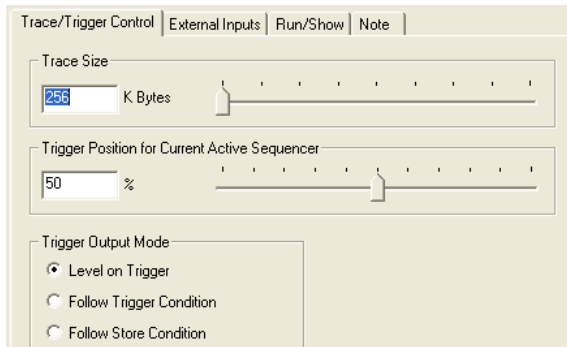 Trace/Trigger Control External Inputs Run/Show Note
Trace Size
256 K Bytes
Trigger Position for Current Active Sequencer
50 %
Trigger Output Mode
Level on Trigger
Follow Trigger Condition
Follow Store Condition